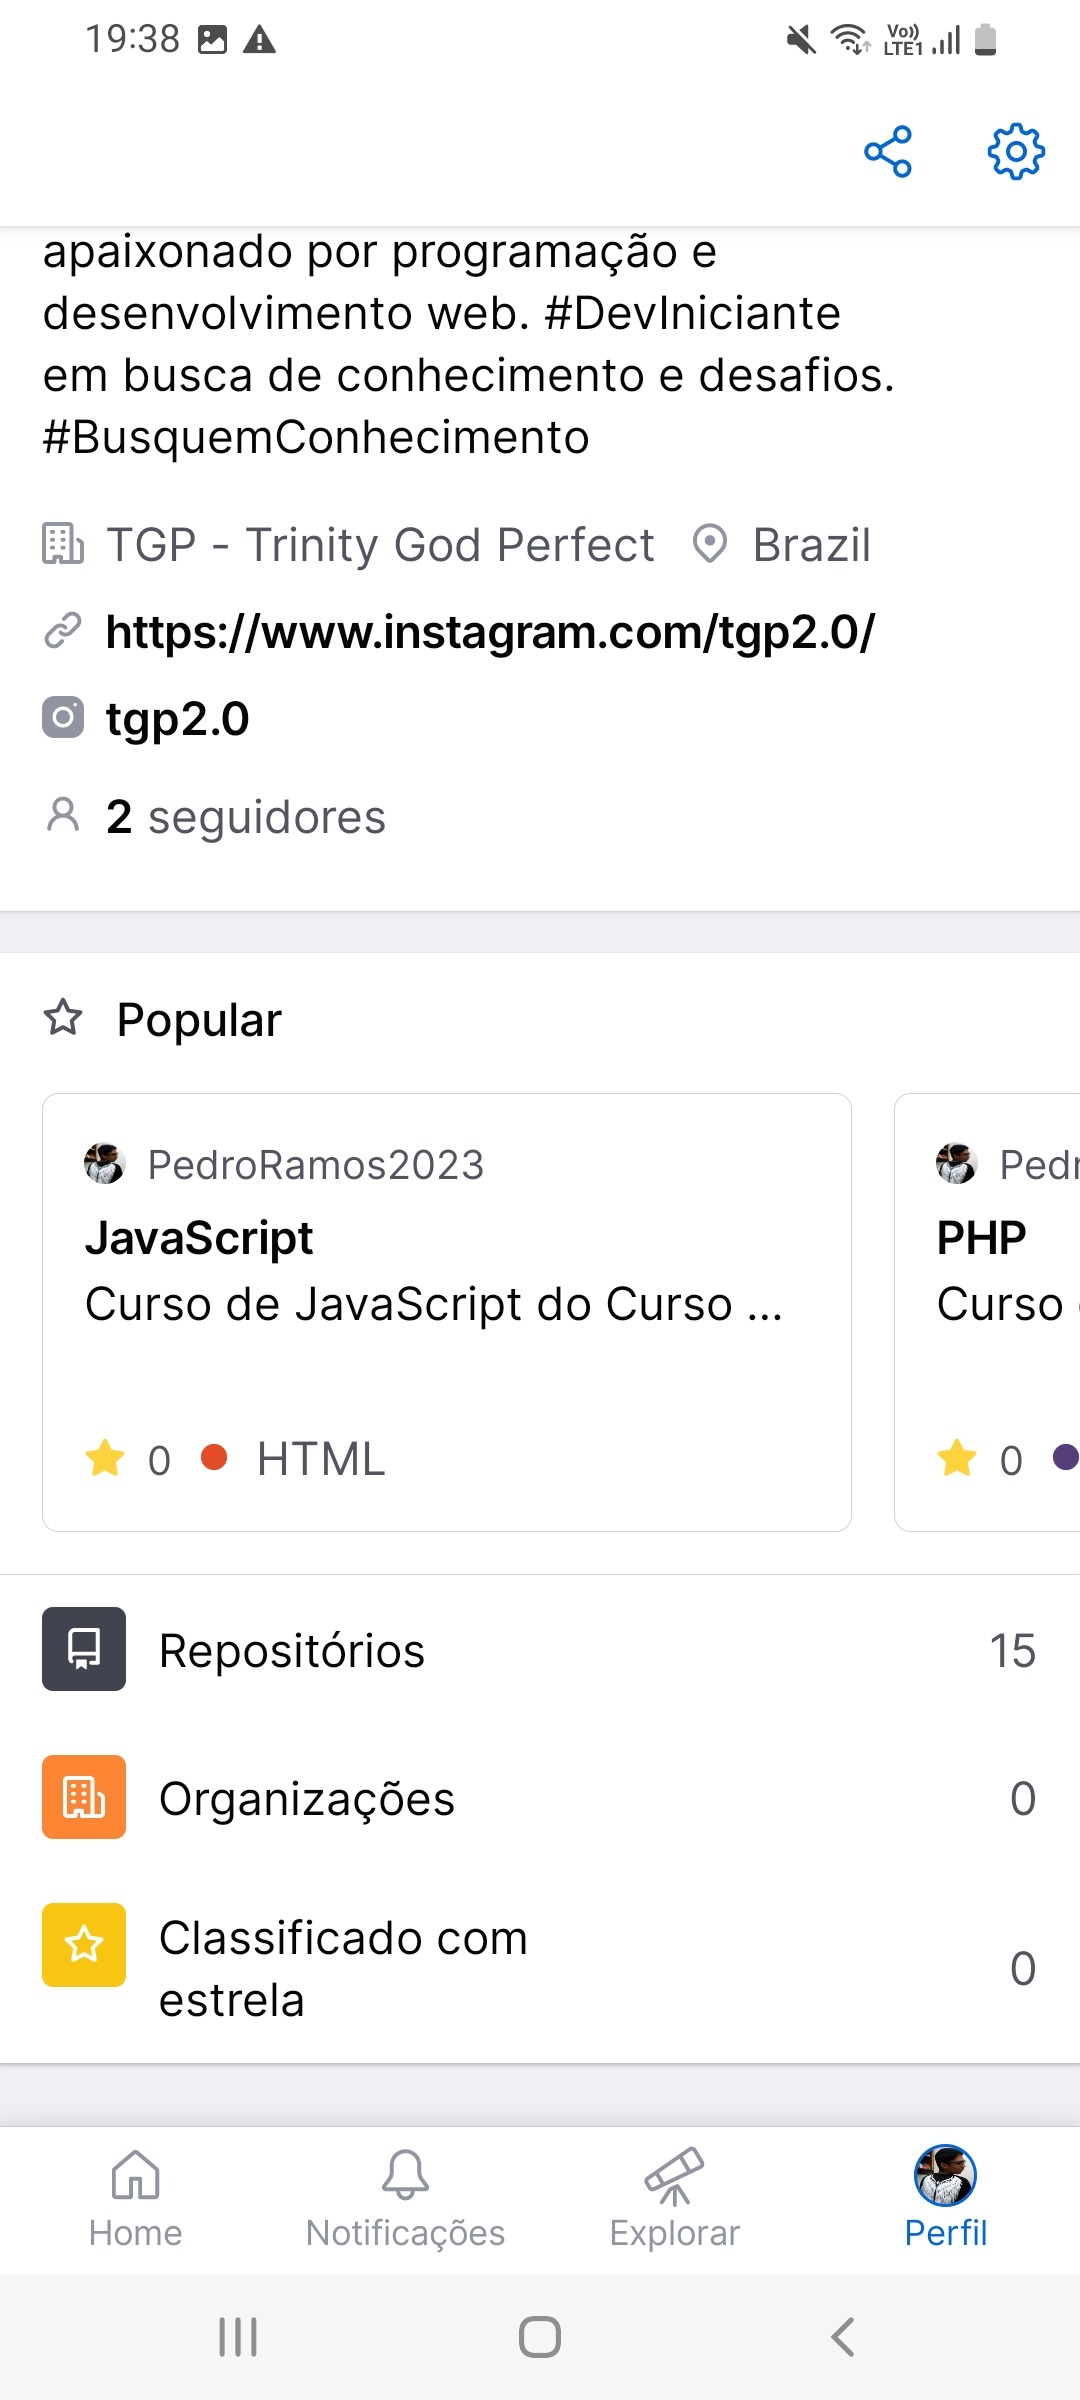 19:38
Vo)) LTE1
apaixonado por programação e
desenvolvimento web. #DevIniciante
em busca de conhecimento e desafios.
#BusquemConhecimento
TGP - Trinity God Perfect Brazil
https://www.instagram.com/tgp2.0/
tgp2.0
2 seguidores
Popular
PedroRamos2023
JavaScript
Curso de JavaScript do Curso ...
0 HTML
Pedr
PHP
Curso
0
Repositórios 15
Organizações 0
Classificado com
estrela 0
Home Notificações Explorar Perfil